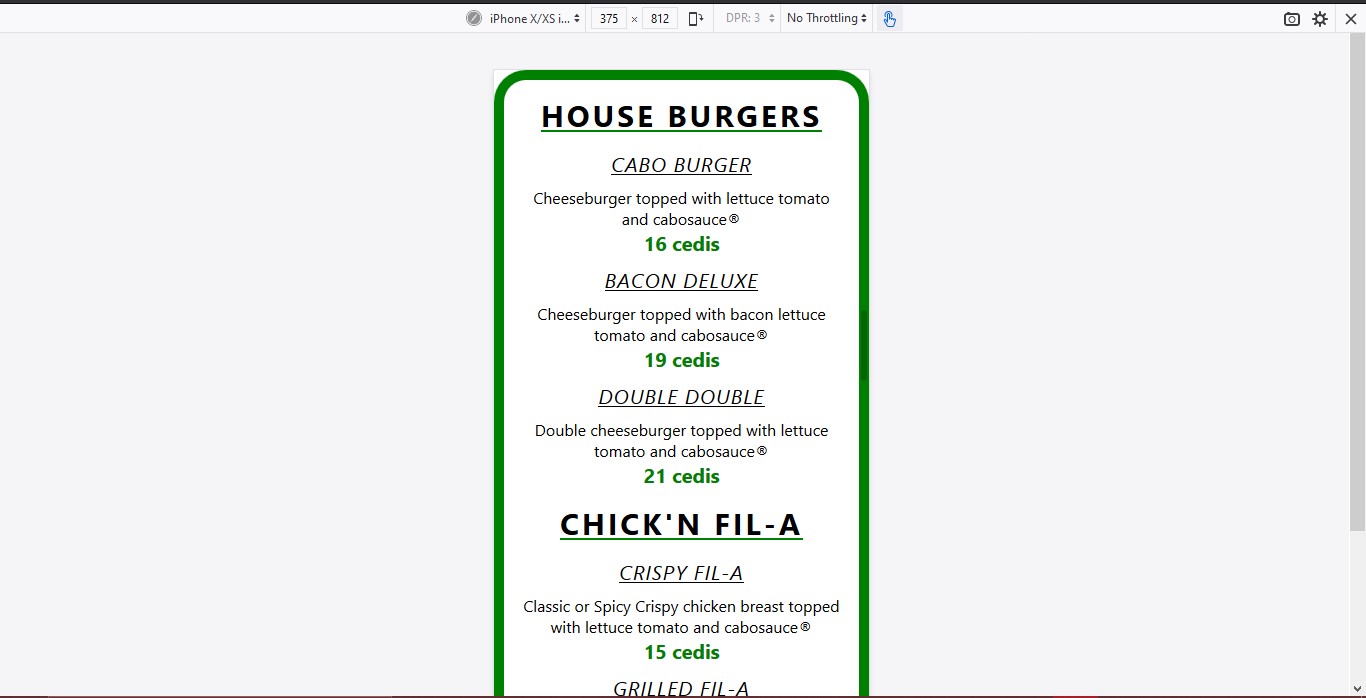 iPhone X/XS i... 375 × 812 DPR: 3 No Throttling
HOUSE BURGERS
CABO BURGER
Cheeseburger topped with lettuce tomato
and cabosauce®
16 cedis
BACON DELUXE
Cheeseburger topped with bacon lettuce
tomato and cabosauce®
19 cedis
DOUBLE DOUBLE
Double cheeseburger topped with lettuce
tomato and cabosauce®
21 cedis
CHICK'N FIL-A
CRISPY FIL-A
Classic or Spicy Crispy chicken breast topped
with lettuce tomato and cabosauce®
15 cedis
GRILLED FIL-A